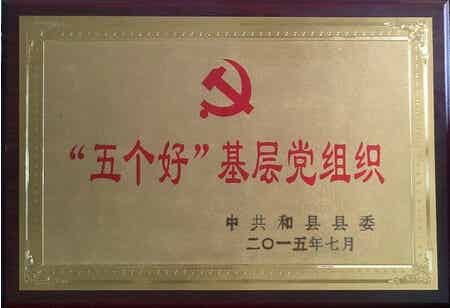 “五个好”基层党组织
中共和县县委
二〇一五年七月